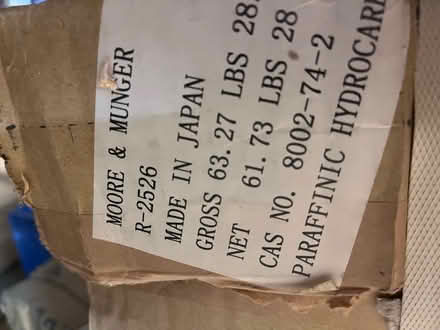 MOORE & MUNGER
R-2526
MADE IN JAPAN
GROSS 63.27 LBS 28.
NET 61.73 LBS 28
CAS NO. 8002-74-2
PARAFFINIC HYDROCAR